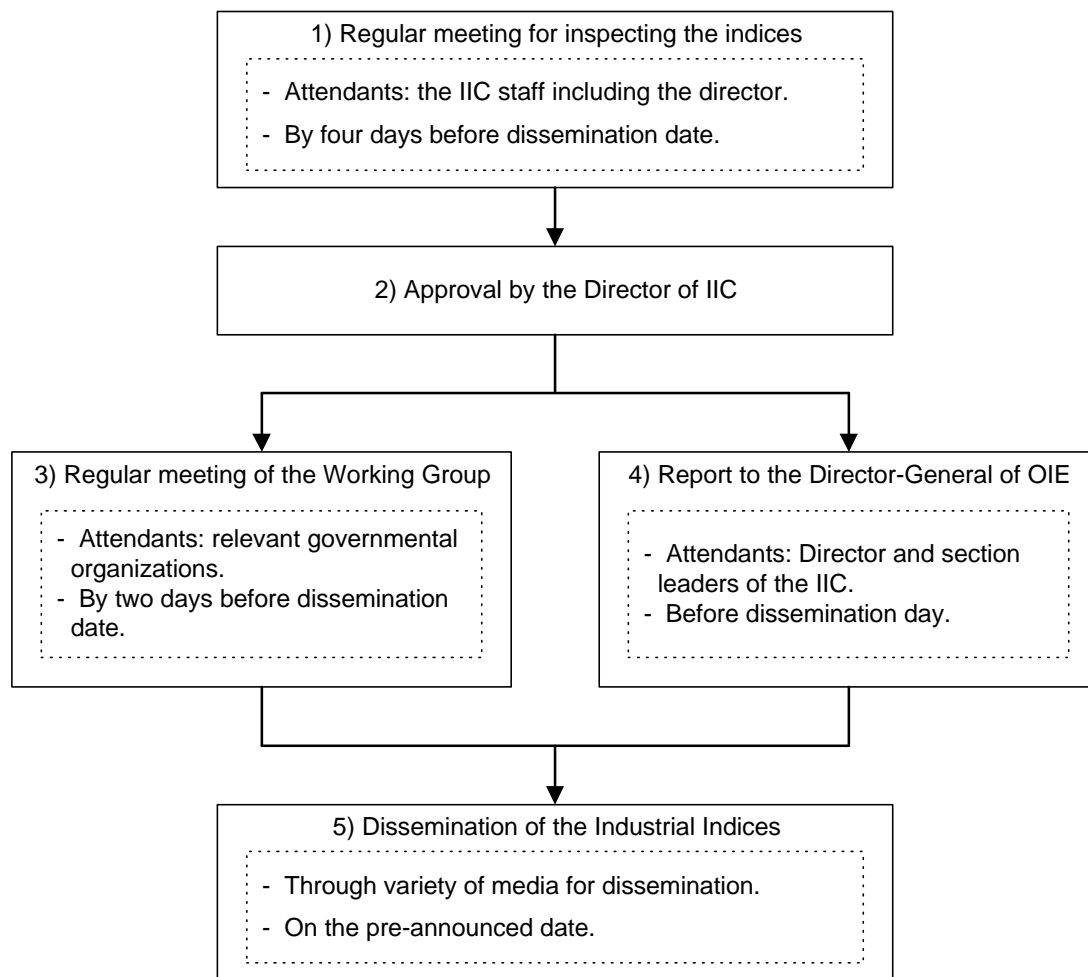 1) Regular meeting for inspecting the indices
- Attendants: the IIC staff including the director.
- By four days before dissemination date.
2) Approval by the Director of IIC
3) Regular meeting of the Working Group
- Attendants: relevant governmental
organizations.
- By two days before dissemination
date.
4) Report to the Director-General of OIE
- Attendants: Director and section
leaders of the IIC.
- Before dissemination day.
5) Dissemination of the Industrial Indices
- Through variety of media for dissemination.
- On the pre-announced date.